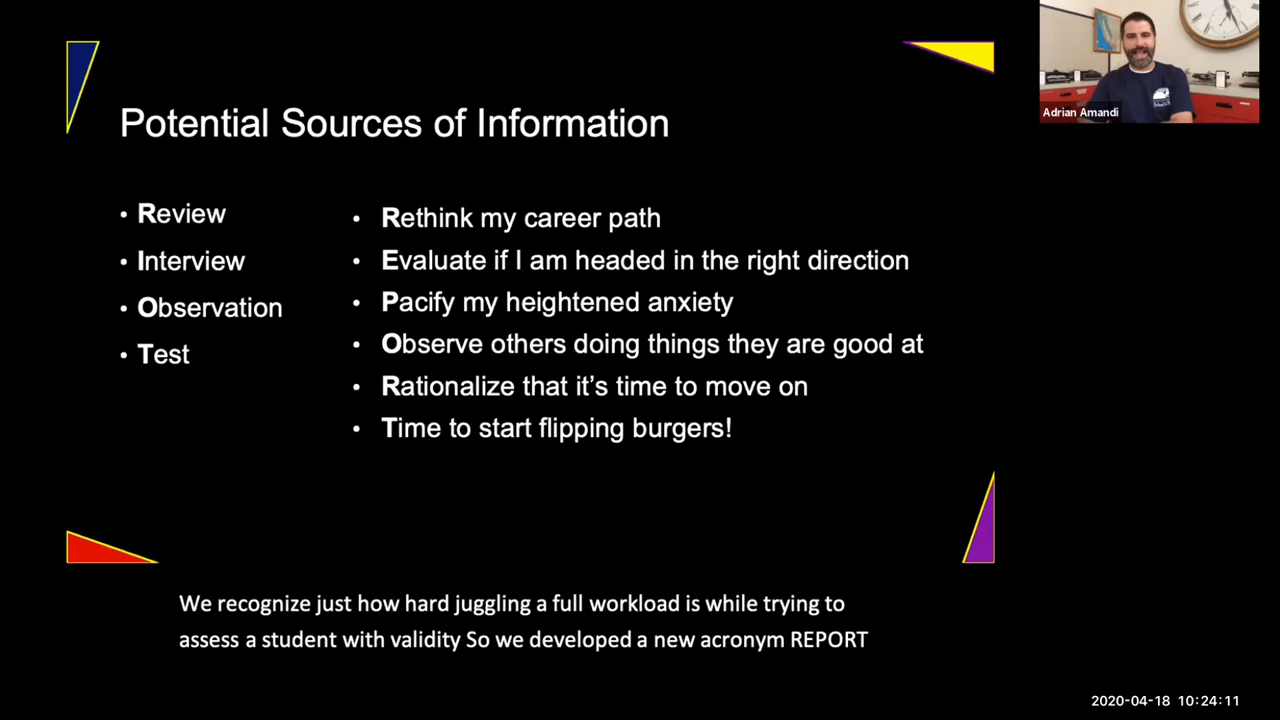 Potential Sources of Information
• Review
• Interview
• Observation
• Test
• Rethink my career path
• Evaluate if I am headed in the right direction
• Pacify my heightened anxiety
• Observe others doing things they are good at
• Rationalize that it’s time to move on
• Time to start flipping burgers!
Adrian Amandi
We recognize just how hard juggling a full workload is while trying to
assess a student with validity So we developed a new acronym REPORT
2020-04-18 10:24:11